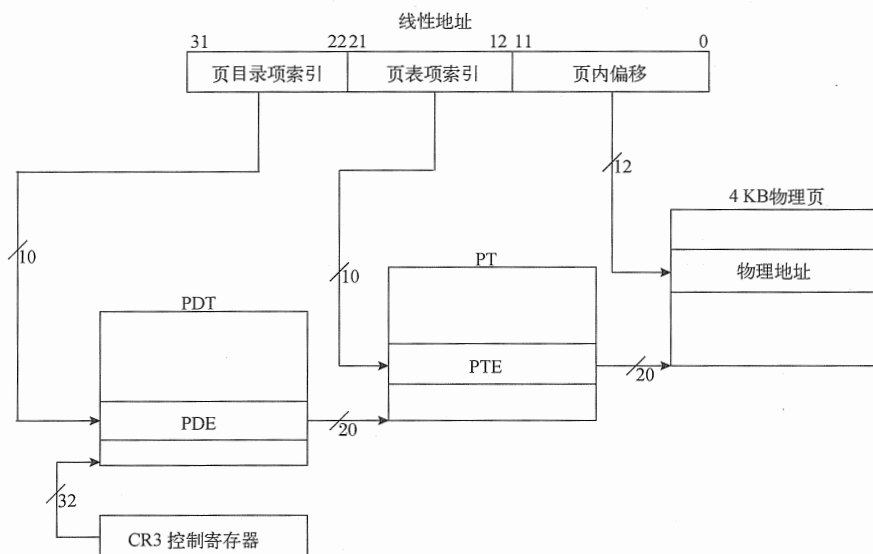 线性地址
31 22 21 12 11 0
页目录项索引 页表项索引 页内偏移
12
4 KB物理页
10
10
PT
物理地址
PDT
PTE
20
PDE
20
32
CR3 控制寄存器